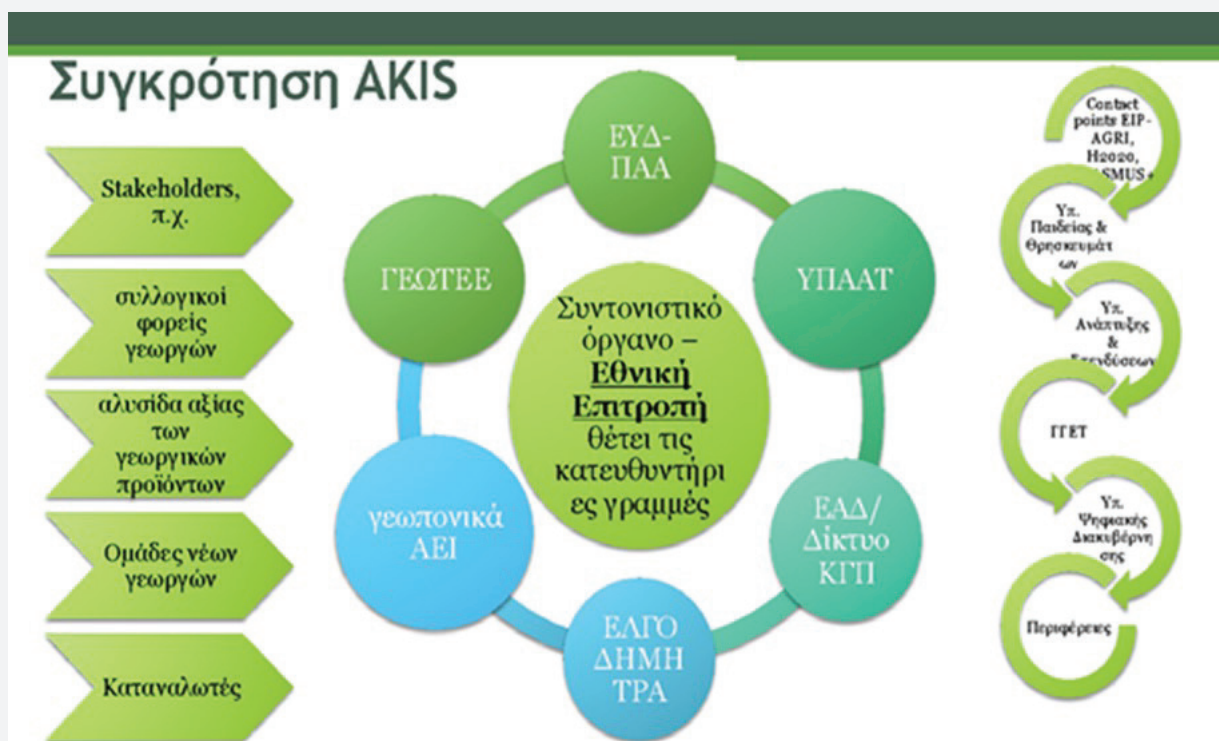 Συγκρότηση AKIS
Stakeholders,
π.χ.
συλλογικοί
φορείς
γεωργών
αλυσίδα αξίας
των
γεωργικών
προϊόντων
Ομάδες νέων
γεωργών
Καταναλωτές
ΕΥΔ-
ΠΑΑ
ΥΠΑΑΤ
ΕΑΔ/
Δίκτυο
ΚΓΠ
ΕΛΓΟ
ΔΗΜΗ
ΤΡΑ
γεωπονικά
ΑΕΙ
ΓΕΩΤΕΕ
Συντονιστικό
όργανο –
Εθνική
Επιτροπή
θέτει τις
κατευθυντήρι
ες γραμμές
Contact
points EIP-
AGRI,
H2020,
Υπ.
Παιδείας &
Θρησκευμάτ
ων
Υπ.
Ανάπτυξης
&
ΓΓΕΤ
Υπ.
Ψηφιακής
Διακυβέρνη
σης
Περιφέρειες